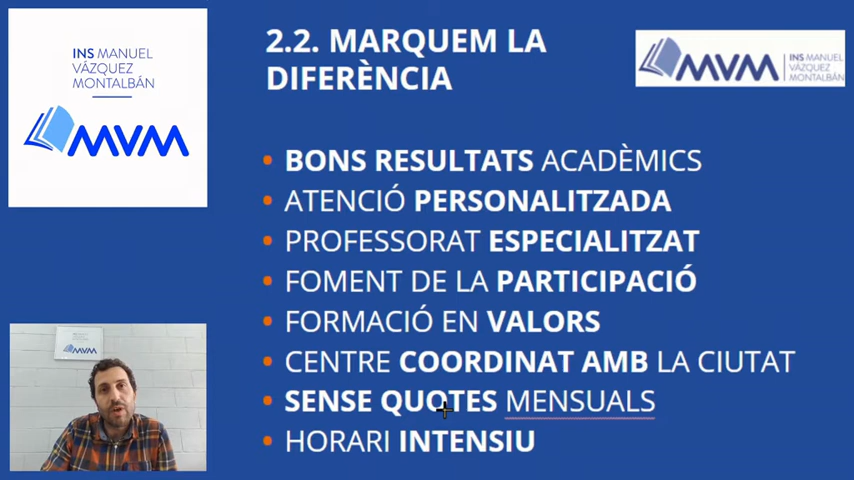 INS MANUEL
VÁZQUEZ
MONTALBÁN
MVM
2.2. MARQUEM LA
DIFERÈNCIA
MVM
INS MANUEL
VÁZQUEZ
MONTALBÁN
• BONS RESULTATS ACADÈMICS
• ATENCIÓ PERSONALITZADA
• PROFESSORAT ESPECIALITZAT
• FOMENT DE LA PARTICIPACIÓ
• FORMACIÓ EN VALORS
• CENTRE COORDINAT AMB LA CIUTAT
• SENSE QUOTES MENSUALS
• HORARI INTENSIU
MVM